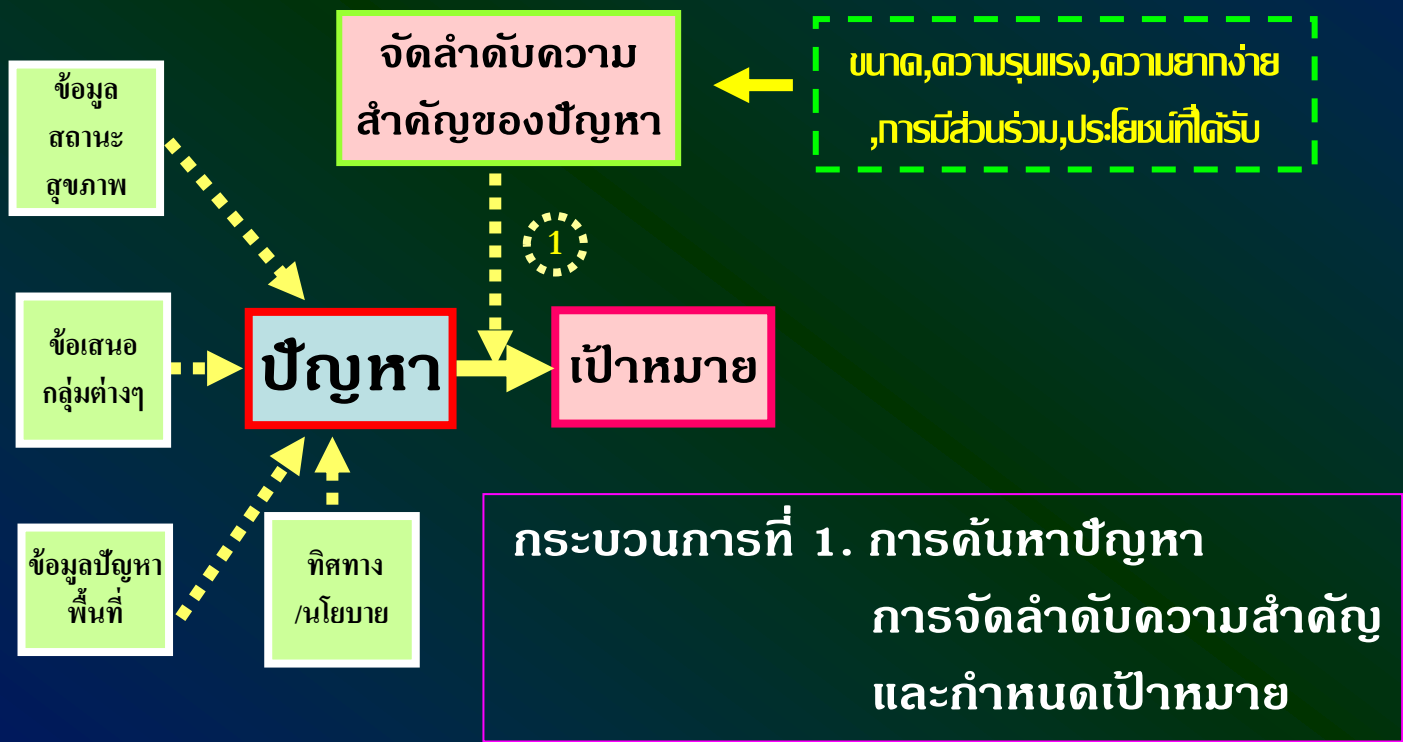 จัดลำดับความ
สำคัญของปัญหา
ขนาด,ความรุนแรง,ความยากง่าย
,การมีส่วนร่วม,ประโยชน์ที่ได้รับ
ข้อมูล
สถานะ
สุขภาพ
1
ข้อเสนอ
กลุ่มต่างๆ
ปัญหา
เป้าหมาย
ข้อมูลปัญหา
พื้นที่
ทิศทาง
/นโยบาย
กระบวนการที่ 1. การค้นหาปัญหา
การจัดลำดับความสำคัญ
และกำหนดเป้าหมาย